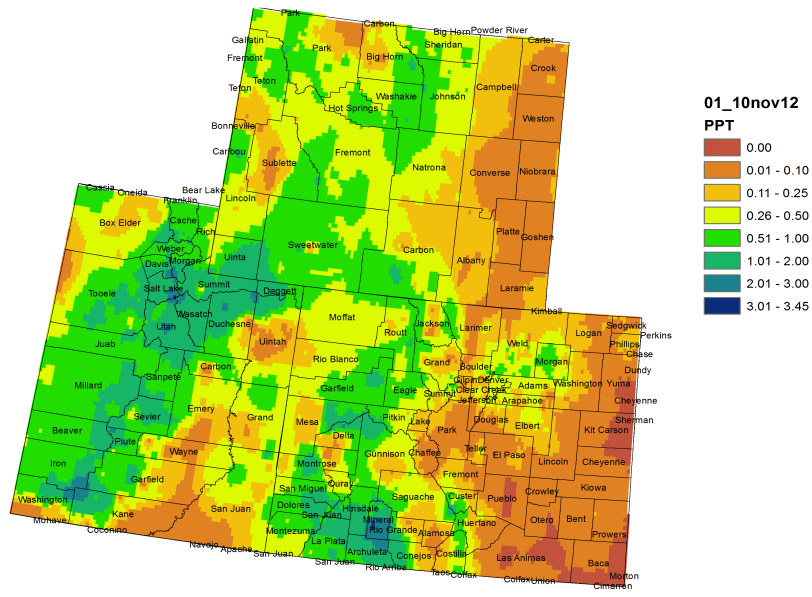 Park
Carbon
Big Horn
Powder River
Carter
Gallatin
Park
Sheridan
Fremont
Big Horn
Crook
Teton
Teton
Washakie
Johnson
Campbell
Hot Springs
Weston
Bonneville
Caribou
Sublette
Fremont
Natrona
Converse
Niobrara
Cassia
Oneida
Bear Lake
Franklin
Lincoln
Box Elder
Cache
Rich
Platte
Goshen
Weber
Morgan
Davis
Uinta
Sweetwater
Carbon
Albany
Tooele
Salt Lake
Summit
Daggett
Laramie
Wasatch
Duchesne
Utah
Moffat
Routt
Jackson
Larimer
Kimball
Logan
Sedgwick
Perkins
Juab
Uintah
Weld
Phillips
Chase
Carbon
Rio Blanco
Grand
Boulder
Morgan
Dundy
Millard
Sanpete
Garfield
Eagle
Summit
Gilpin
Denver
Clear Creek
Adams
Washington
Yuma
Jefferson
Arapahoe
Cheyenne
Emery
Grand
Mesa
Pitkin
Lake
Park
Douglas
Elbert
Sherman
Beaver
Sevier
Piute
Delta
Kit Carson
Wayne
Gunnison
Chaffee
Teller
El Paso
Lincoln
Cheyenne
Iron
Montrose
Garfield
Ouray
Fremont
Kiowa
San Miguel
Saguache
Custer
Pueblo
Crowley
Washington
Kane
San Juan
Dolores
San Juan
Hinsdale
Mineral
Rio Grande
Alamosa
Huerfano
Otero
Bent
Prowers
Mohave
Coconino
Navajo
Apache
San Juan
Montezuma
La Plata
Archuleta
Conejos
Costilla
Las Animas
Baca
San Juan
Rio Arriba
Taos
Colfax
Colfax
Union
Morton
Cimarron
01_10nov12
PPT
0.00
0.01 - 0.10
0.11 - 0.25
0.26 - 0.50
0.51 - 1.00
1.01 - 2.00
2.01 - 3.00
3.01 - 3.45